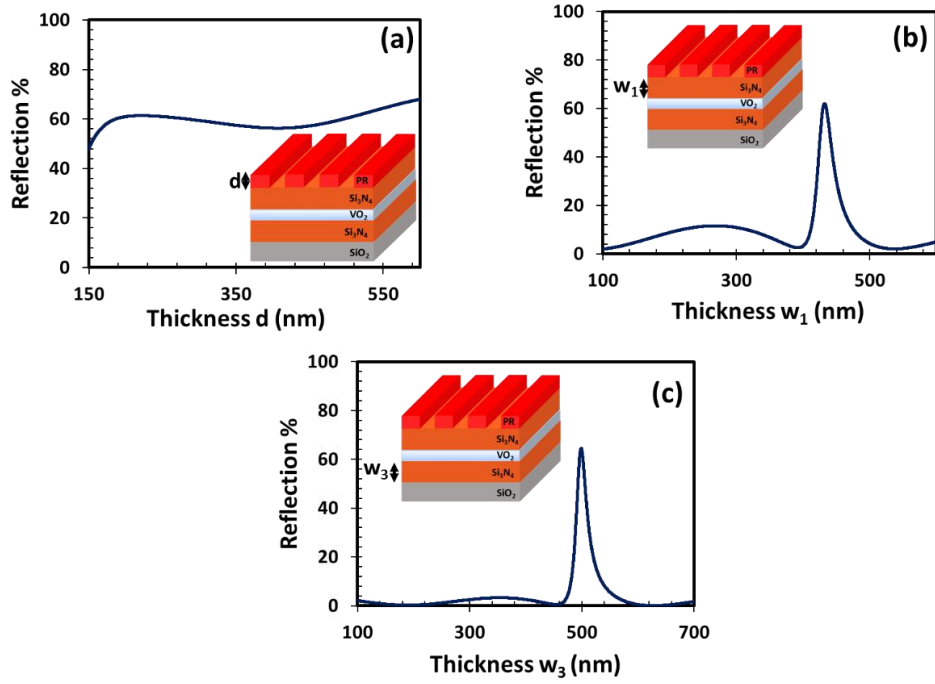 100
80
60
40
20
0
150
350
550
Reflection %
Thickness d (nm)
(a)
d
PR
Si₃N₄
VO₂
Si₃N₄
SiO₂
100
80
60
40
20
0
100
300
500
Reflection %
Thickness w₁ (nm)
(b)
w₁
PR
Si₃N₄
VO₂
Si₃N₄
SiO₂
100
80
60
40
20
0
100
300
500
700
Reflection %
Thickness w₃ (nm)
(c)
w₃
PR
Si₃N₄
VO₂
Si₃N₄
SiO₂